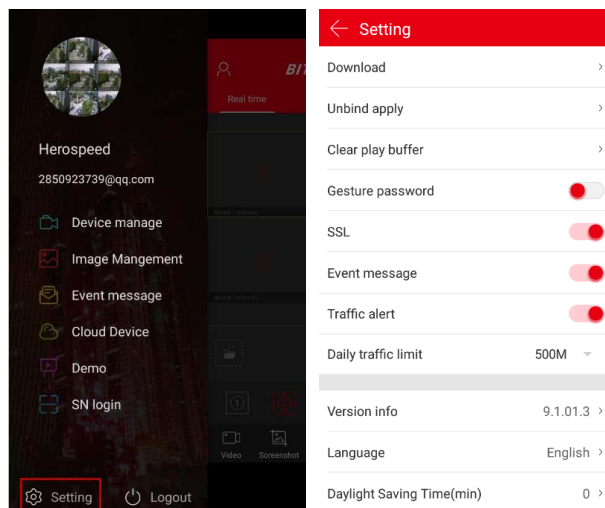 BIT
Real time
Herospeed
2850923739@qq.com
Device manage
Image Mangement
Event message
Cloud Device
Demo
SN login
Video Screenshot
Setting Logout
Setting
Download
Unbind apply
Clear play buffer
Gesture password
SSL
Event message
Traffic alert
Daily traffic limit 500M
Version info 9.1.01.3
Language English
Daylight Saving Time(min) 0